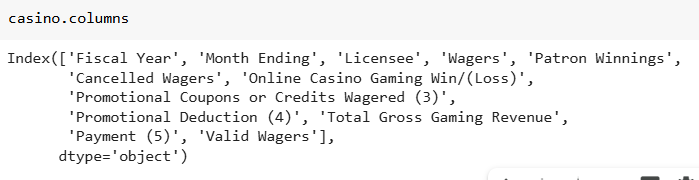 casino.columns
Index(['Fiscal Year', 'Month Ending', 'Licensee', 'Wagers', 'Patron Winnings',
'Cancelled Wagers', 'Online Casino Gaming Win/(Loss)',
'Promotional Coupons or Credits Wagered (3)',
'Promotional Deduction (4)', 'Total Gross Gaming Revenue',
'Payment (5)', 'Valid Wagers'],
dtype='object')